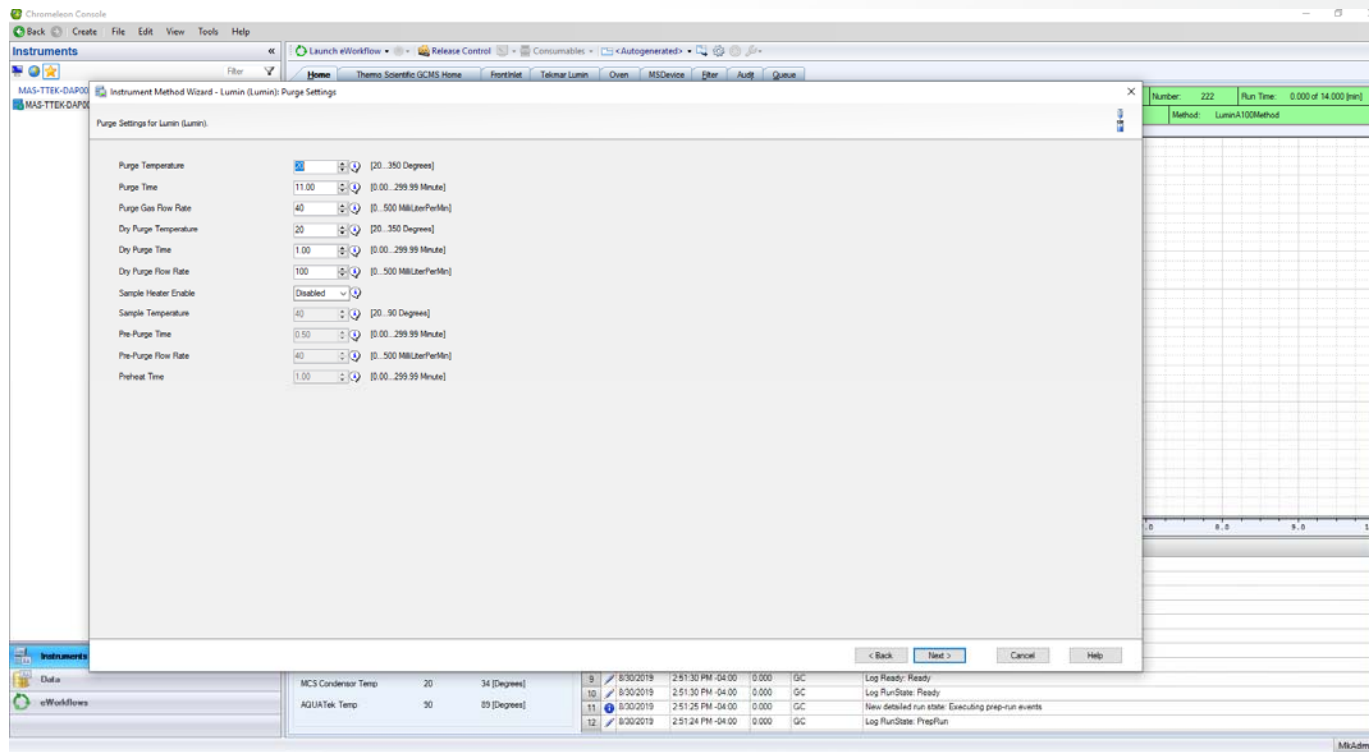 Chromeleon Console
Back Create File Edit View Tools Help
Instruments « Launch eWorkflow Release Control Consumables <Autogenerated>
Filter Home Thermo Scientific GCMS Home FrontInlet Tekmar Lumin Oven MSDevice Filter Audit Queue
MAS-TTEK-DAP00
MAS-TTEK-DAP00
Instrument Method Wizard - Lumin (Lumin): Purge Settings
Number: 222 Run Time: 0.000 of 14.000 [min]
Method: LuminA100Method
Purge Settings for Lumin (Lumin).
Purge Temperature 20 [20...350 Degrees]
Purge Time 11.00 [0.00...299.99 Minute]
Purge Gas Flow Rate 40 [0...500 MilliLiterPerMin]
Dry Purge Temperature 20 [20...350 Degrees]
Dry Purge Time 1.00 [0.00...299.99 Minute]
Dry Purge Flow Rate 100 [0...500 MilliLiterPerMin]
Sample Heater Enable Disabled
Sample Temperature 40 [20...90 Degrees]
Pre-Purge Time 0.50 [0.00...299.99 Minute]
Pre-Purge Flow Rate 40 [0...500 MilliLiterPerMin]
Preheat Time 1.00 [0.00...299.99 Minute]
8.0 9.0
< Back Next > Cancel Help
Instruments
Data
eWorkflows
MCS Condensor Temp 20 34 [Degrees]
AQUATek Temp 90 89 [Degrees]
9 8/30/2019 2:51:30 PM -04:00 0.000 GC Log Ready: Ready
10 8/30/2019 2:51:30 PM -04:00 0.000 GC Log RunState: Ready
11 8/30/2019 2:51:25 PM -04:00 0.000 GC New detailed run state: Executing prep-run events
12 8/30/2019 2:51:24 PM -04:00 0.000 GC Log RunState: PrepRun